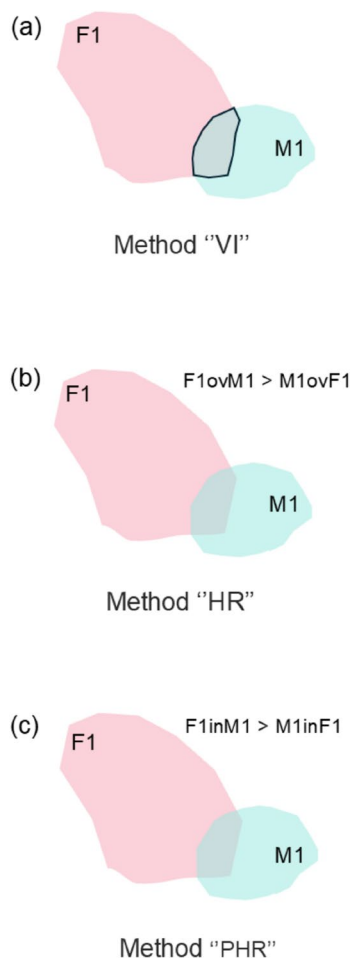 (a)
F1
M1
Method ‘‘VI’’
(b)
F1
F1ovM1 > M1ovF1
M1
Method ‘‘HR’’
(c)
F1
F1inM1 > M1inF1
M1
Method ‘‘PHR’’